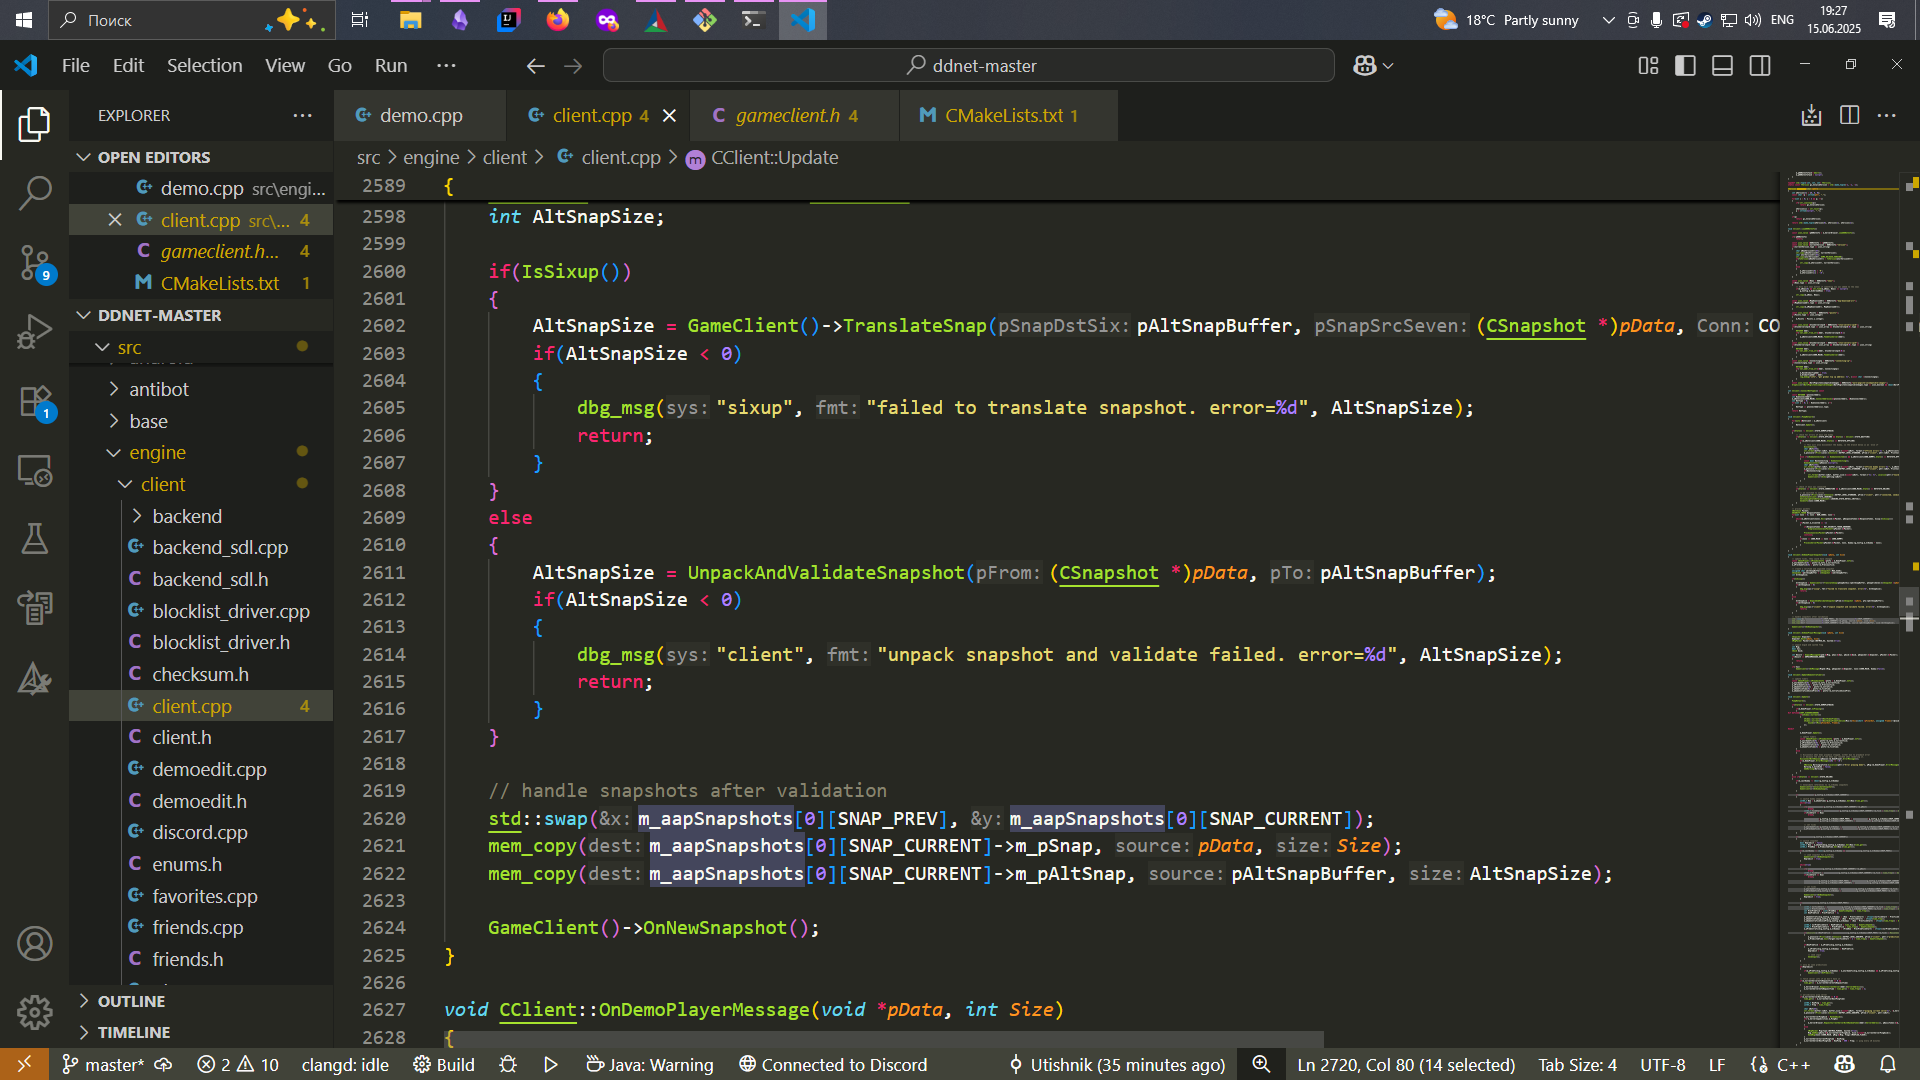 Поиск
18°C Partly sunny
ENG
19:27
15.06.2025
File Edit Selection View Go Run ···
ddnet-master
EXPLORER
demo.cpp
client.cpp 4
gameclient.h 4
CMakeLists.txt 1
OPEN EDITORS
demo.cpp src\engi...
client.cpp src\... 4
gameclient.h... 4
CMakeLists.txt 1
DDNET-MASTER
src
antibot
base
engine
client
backend
backend_sdl.cpp
backend_sdl.h
blocklist_driver.cpp
blocklist_driver.h
checksum.h
client.cpp 4
client.h
demoedit.cpp
demoedit.h
discord.cpp
enums.h
favorites.cpp
friends.cpp
friends.h
OUTLINE
TIMELINE
9
1
src > engine > client > client.cpp > CClient::Update
2589 {
2598 int AltSnapSize;
2599
2600 if(IsSixup())
2601 {
2602 AltSnapSize = GameClient()->TranslateSnap(pSnapDstSix: pAltSnapBuffer, pSnapSrcSeven: (CSnapshot *)pData, Conn: CO
2603 if(AltSnapSize < 0)
2604 {
2605 dbg_msg(sys: "sixup", fmt: "failed to translate snapshot. error=%d", AltSnapSize);
2606 return;
2607 }
2608 }
2609 else
2610 {
2611 AltSnapSize = UnpackAndValidateSnapshot(pFrom: (CSnapshot *)pData, pTo: pAltSnapBuffer);
2612 if(AltSnapSize < 0)
2613 {
2614 dbg_msg(sys: "client", fmt: "unpack snapshot and validate failed. error=%d", AltSnapSize);
2615 return;
2616 }
2617 }
2618
2619 // handle snapshots after validation
2620 std::swap(&x: m_aapSnapshots[0][SNAP_PREV], &y: m_aapSnapshots[0][SNAP_CURRENT]);
2621 mem_copy(dest: m_aapSnapshots[0][SNAP_CURRENT]->m_pSnap, source: pData, size: Size);
2622 mem_copy(dest: m_aapSnapshots[0][SNAP_CURRENT]->m_pAltSnap, source: pAltSnapBuffer, size: AltSnapSize);
2623
2624 GameClient()->OnNewSnapshot();
2625 }
2626
2627 void CClient::OnDemoPlayerMessage(void *pData, int Size)
2628 {
master* 2 10 clangd: idle Build Java: Warning Connected to Discord Utishnik (35 minutes ago) Ln 2720, Col 80 (14 selected) Tab Size: 4 UTF-8 LF {} C++